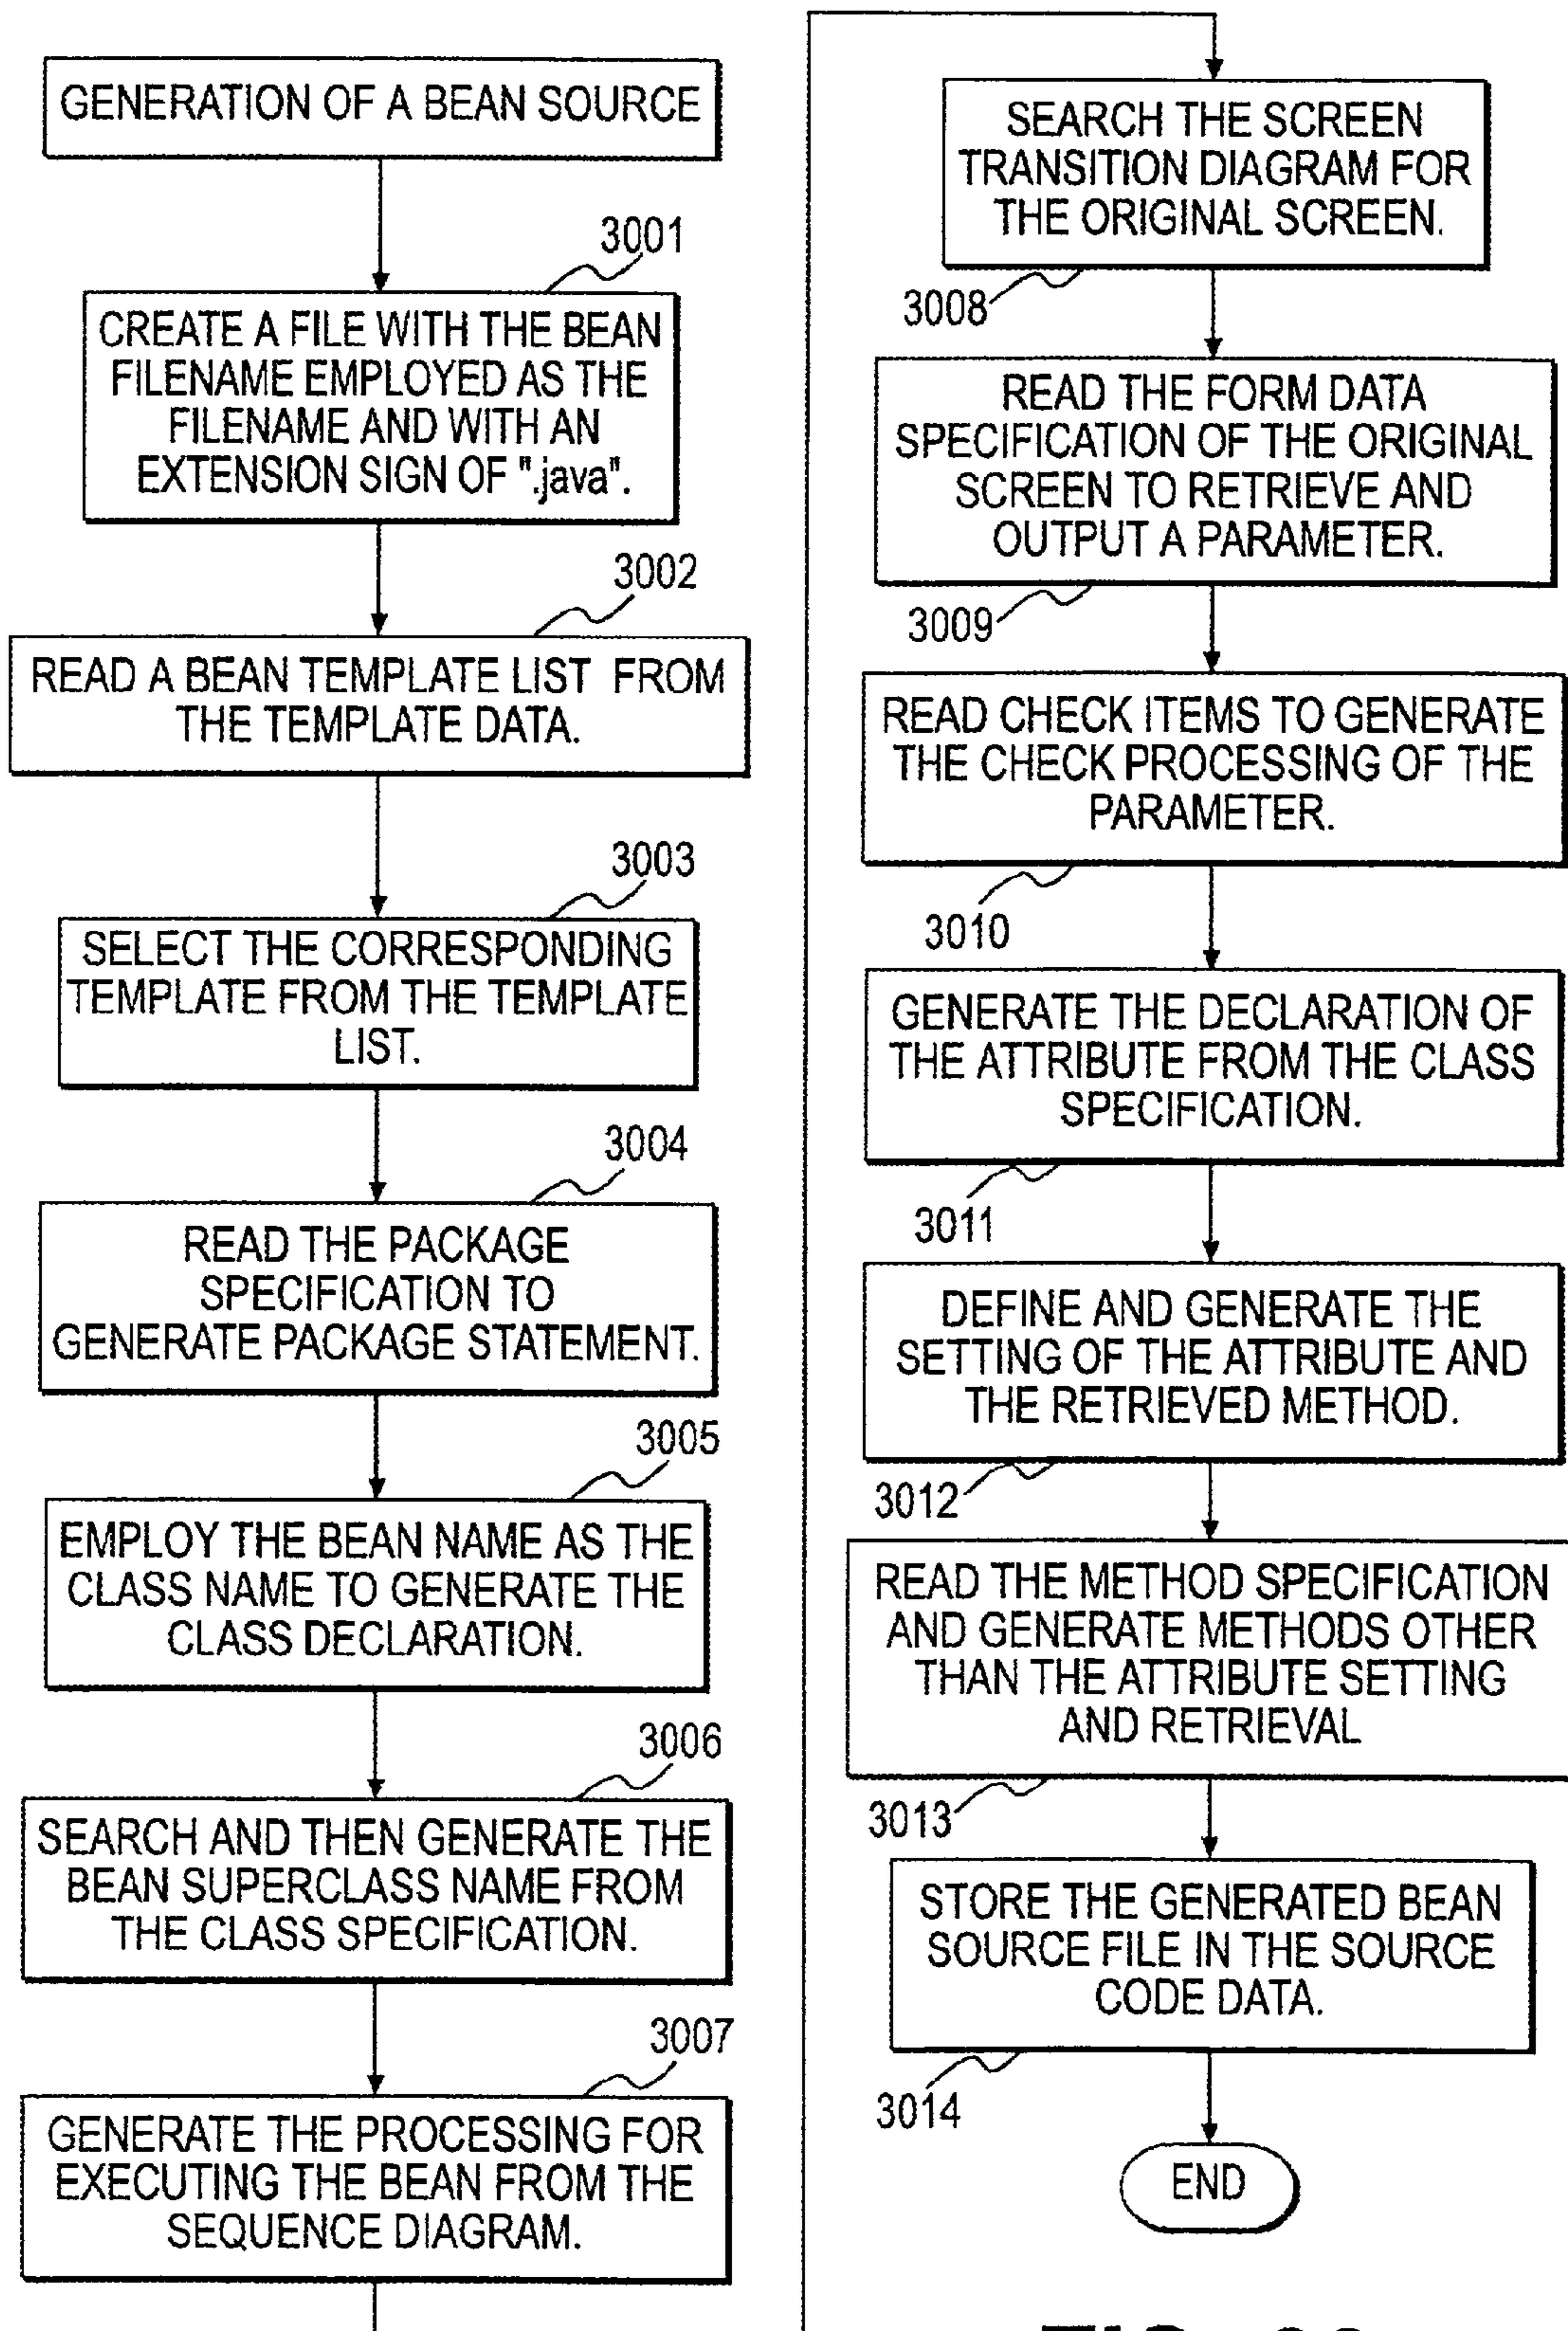 GENERATION OF A BEAN SOURCE
3001
CREATE A FILE WITH THE BEAN
FILENAME EMPLOYED AS THE
FILENAME AND WITH AN
EXTENSION SIGN OF ".java".
3002
READ A BEAN TEMPLATE LIST FROM
THE TEMPLATE DATA.
3003
SELECT THE CORRESPONDING
TEMPLATE FROM THE TEMPLATE
LIST.
3004
READ THE PACKAGE
SPECIFICATION TO
GENERATE PACKAGE STATEMENT.
3005
EMPLOY THE BEAN NAME AS THE
CLASS NAME TO GENERATE THE
CLASS DECLARATION.
3006
SEARCH AND THEN GENERATE THE
BEAN SUPERCLASS NAME FROM
THE CLASS SPECIFICATION.
3007
GENERATE THE PROCESSING FOR
EXECUTING THE BEAN FROM THE
SEQUENCE DIAGRAM.
SEARCH THE SCREEN
TRANSITION DIAGRAM FOR
THE ORIGINAL SCREEN.
3008
READ THE FORM DATA
SPECIFICATION OF THE ORIGINAL
SCREEN TO RETRIEVE AND
OUTPUT A PARAMETER.
3009
READ CHECK ITEMS TO GENERATE
THE CHECK PROCESSING OF THE
PARAMETER.
3010
GENERATE THE DECLARATION OF
THE ATTRIBUTE FROM THE CLASS
SPECIFICATION.
3011
DEFINE AND GENERATE THE
SETTING OF THE ATTRIBUTE AND
THE RETRIEVED METHOD.
3012
READ THE METHOD SPECIFICATION
AND GENERATE METHODS OTHER
THAN THE ATTRIBUTE SETTING
AND RETRIEVAL
3013
STORE THE GENERATED BEAN
SOURCE FILE IN THE SOURCE
CODE DATA.
3014
END